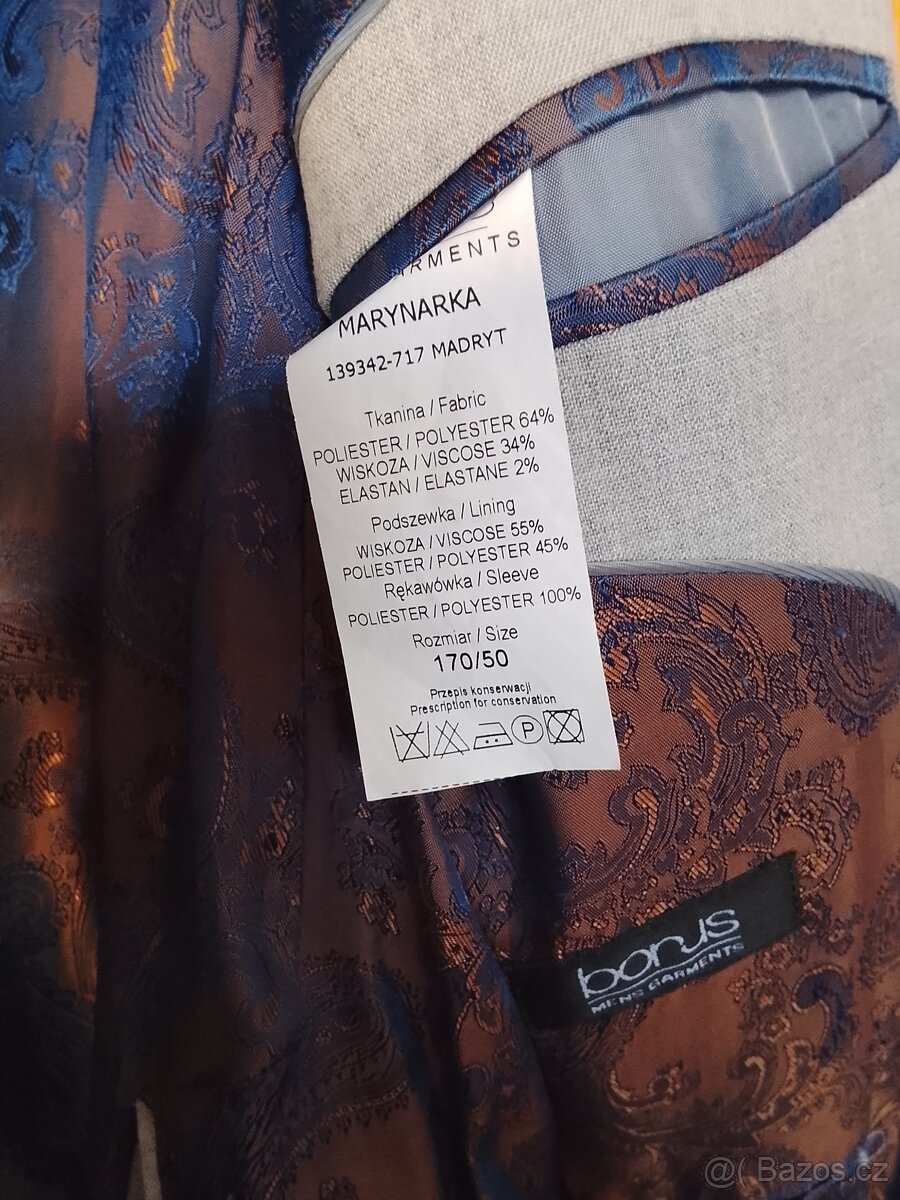 MARYNARKA
139342-717 MADRYT
Tkanina / Fabric
POLIESTER / POLYESTER 64%
WISKOZA / VISCOSE 34%
ELASTAN / ELASTANE 2%
Podszewka / Lining
WISKOZA / VISCOSE 55%
POLIESTER / POLYESTER 45%
Rękawówka / Sleeve
POLIESTER / POLYESTER 100%
Rozmiar / Size
170/50
Przepis konserwacji
Prescription for conservation
P
bonus
MENS GARMENTS
@( Bazos.cz